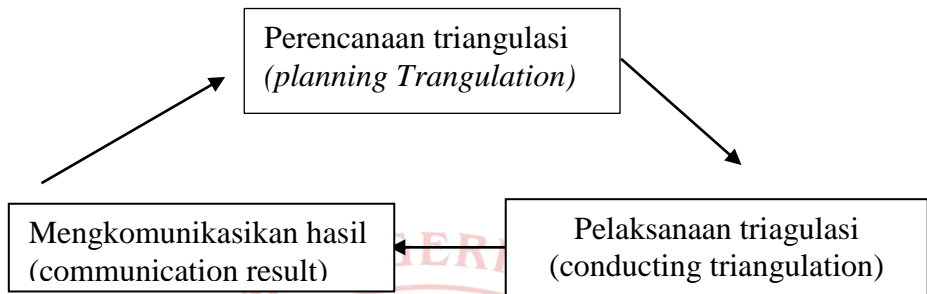 Perencanaan triangulasi
(planning Trangulation)
Mengkomunikasikan hasil
(communication result)
Pelaksanaan triagulasi
(conducting triangulation)